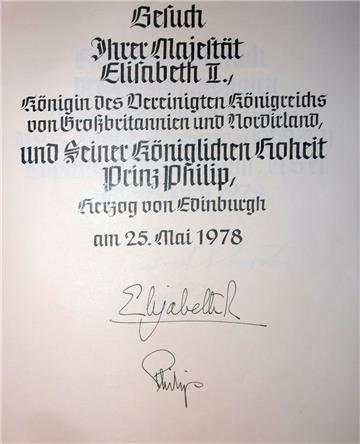 Besuch
Ihrer Majestät
Elisabeth II.,
Königin des Vereinigten Königreichs
von Großbritannien und Nordirland,
und Seiner Königlichen Hoheit
Prinz Philip,
Herzog von Edinburgh
am 25. Mai 1978
Elizabeth R
Philip